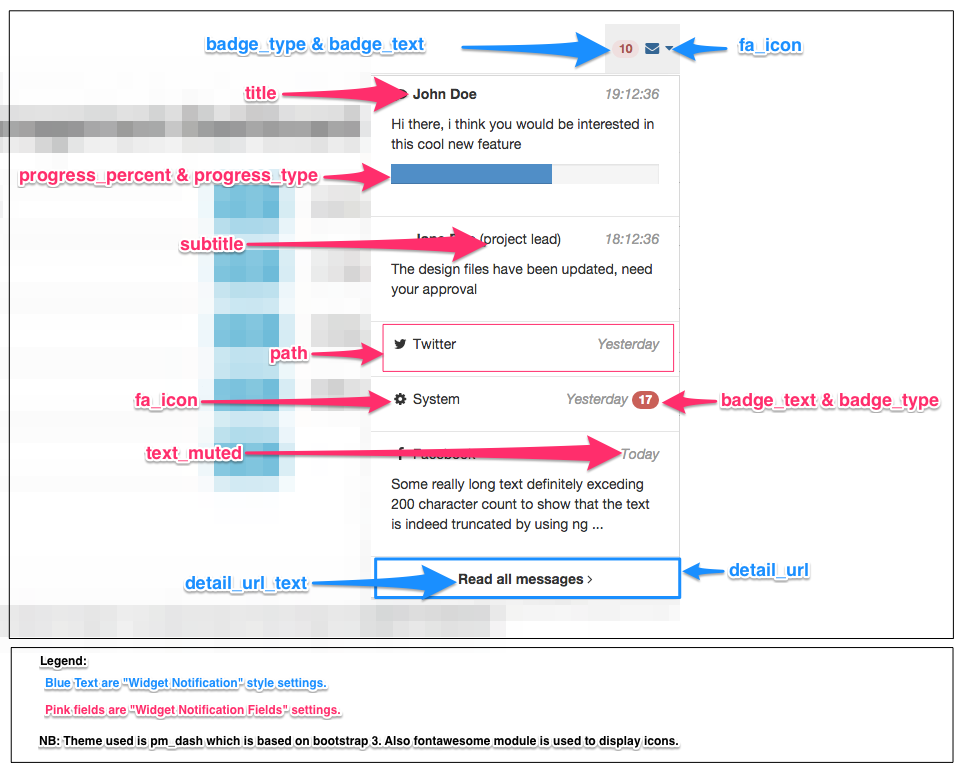 badge_type & badge_text 10 fa_icon
title John Doe 19:12:36
Hi there, i think you would be interested in
this cool new feature
progress_percent & progress_type
subtitle (project lead) 18:12:36
The design files have been updated, need
your approval
path Twitter Yesterday
fa_icon System Yesterday 17 badge_text & badge_type
text_muted Facebook Today
Some really long text definitely exceding
200 character count to show that the text
is indeed truncated by using ng ...
detail_url_text Read all messages › detail_url
Legend:
Blue Text are "Widget Notification" style settings.
Pink fields are "Widget Notification Fields" settings.
NB: Theme used is pm_dash which is based on bootstrap 3. Also fontawesome module is used to display icons.